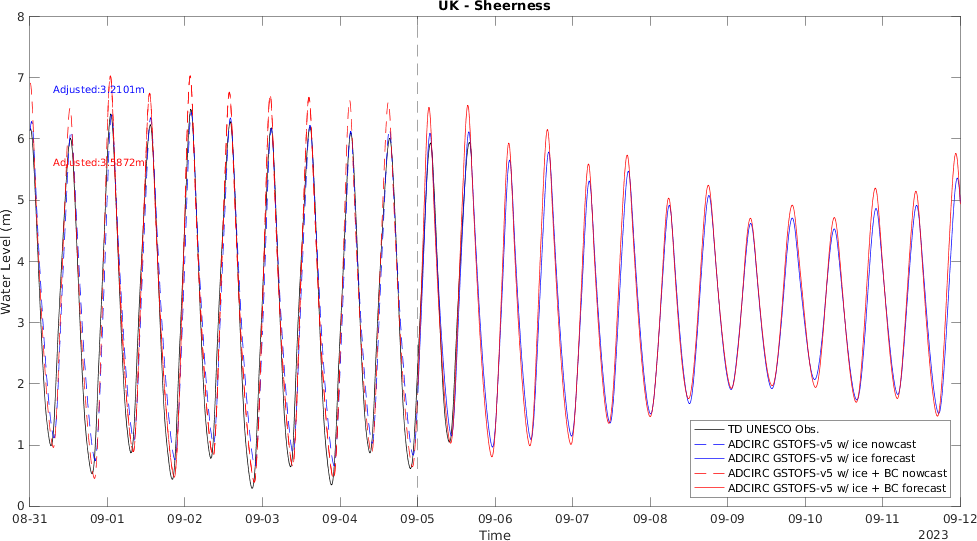 UK - Sheerness
8
7
6
5
4
3
2
1
0
Water Level (m)
Adjusted:3.2101m
Adjusted:3.5872m
TD UNESCO Obs.
ADCIRC GSTOFS-v5 w/ ice nowcast
ADCIRC GSTOFS-v5 w/ ice forecast
ADCIRC GSTOFS-v5 w/ ice + BC nowcast
ADCIRC GSTOFS-v5 w/ ice + BC forecast
08-31 09-01 09-02 09-03 09-04 09-05 09-06 09-07 09-08 09-09 09-10 09-11 09-12
Time
2023